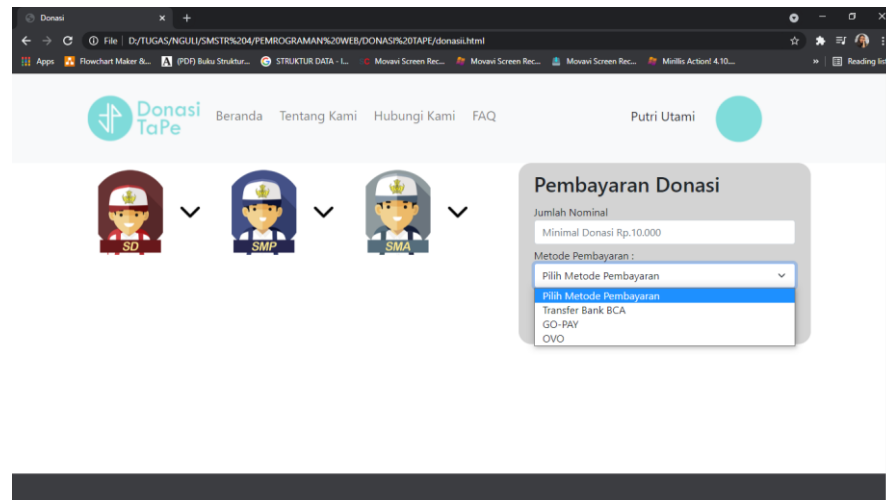 Donasi
File | D:/TUGAS/NGULI/SMSTR%204/PEMROGRAMAN%20WEB/DONASI%20TAPE/donasii.html
Apps Flowchart Maker &... (PDF) Buku Struktur... STRUKTUR DATA - I... Movavi Screen Rec... Movavi Screen Rec... Movavi Screen Rec... Mirillis Action! 4.10.... » Reading list
Donasi
TaPe
Beranda Tentang Kami Hubungi Kami FAQ Putri Utami
SD SMP SMA
Pembayaran Donasi
Jumlah Nominal
Minimal Donasi Rp.10.000
Metode Pembayaran :
Pilih Metode Pembayaran
Pilih Metode Pembayaran
Transfer Bank BCA
GO-PAY
OVO